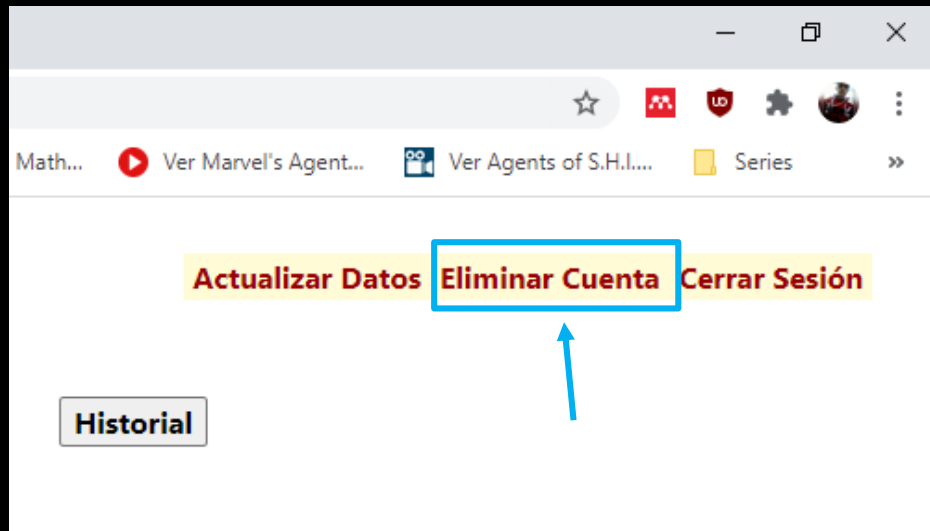 Math... Ver Marvel's Agent... Ver Agents of S.H.I.... Series »
Actualizar Datos Eliminar Cuenta Cerrar Sesión
Historial